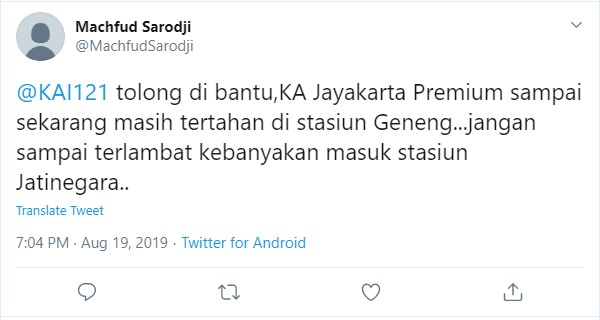 Machfud Sarodji
@MachfudSarodji
@KAI121 tolong di bantu,KA Jayakarta Premium sampai
sekarang masih tertahan di stasiun Geneng...jangan
sampai terlambat kebanyakan masuk stasiun
Jatinegara..
Translate Tweet
7:04 PM · Aug 19, 2019 · Twitter for Android